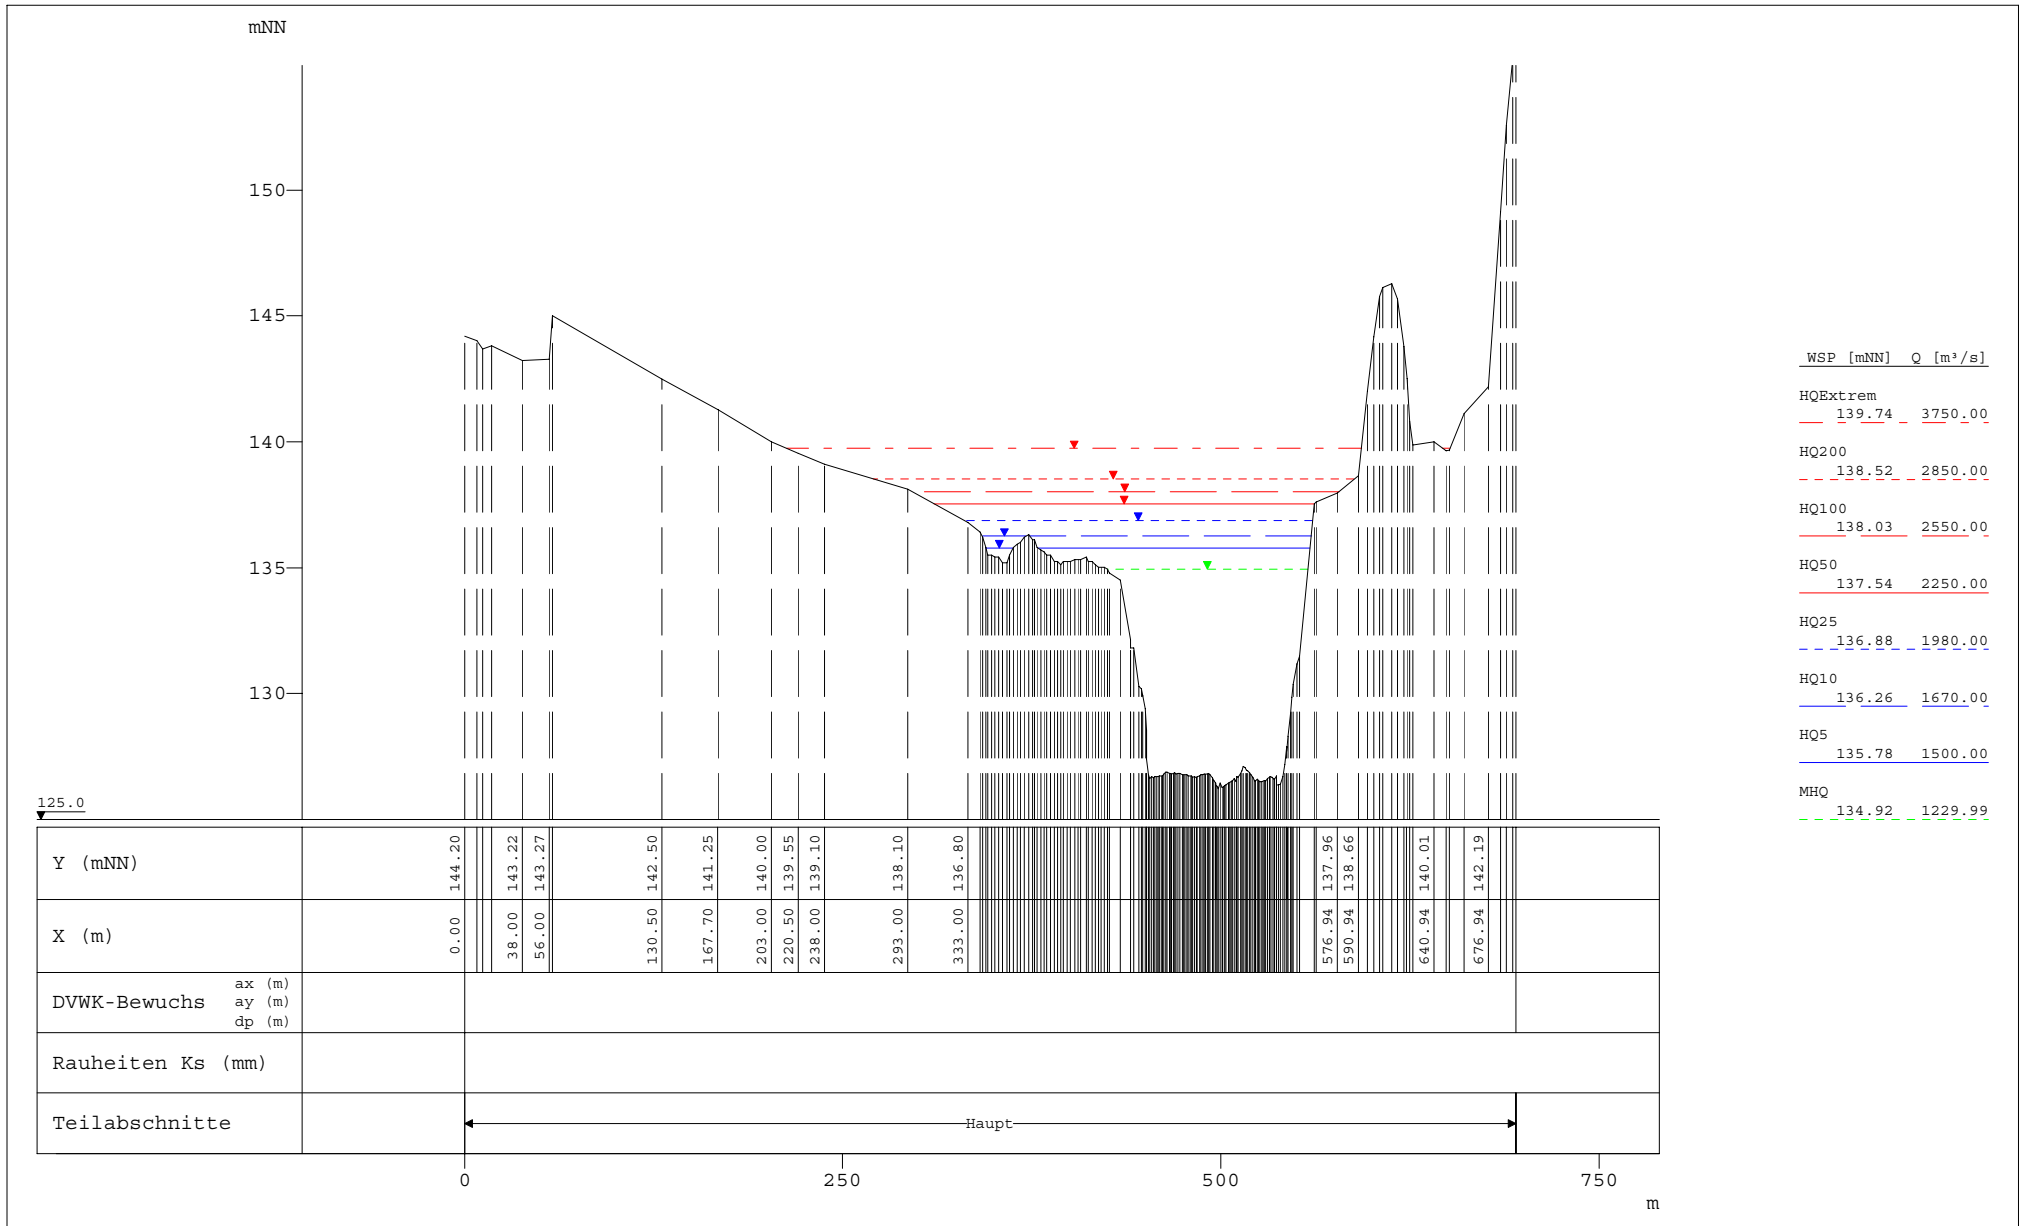 mNN
150
145
140
135
130
125.0
WSP [mNN] Q [m³/s]
HQExtrem
139.74 3750.00
HQ200
138.52 2850.00
HQ100
138.03 2550.00
HQ50
137.54 2250.00
HQ25
136.88 1980.00
HQ10
136.26 1670.00
HQ5
135.78 1500.00
MHQ
134.92 1229.99
Y (mNN) 144.20 143.22 143.27 142.50 141.25 140.00 139.55 139.10 138.10 136.80 137.96 138.66 140.01 142.19
X (m) 0.00 38.00 56.00 130.50 167.70 203.00 220.50 238.00 293.00 333.00 576.94 590.94 640.94 676.94
DVWK-Bewuchs
ax (m)
ay (m)
dp (m)
Rauheiten Ks (mm)
Teilabschnitte
Haupt
0 250 500 750
m